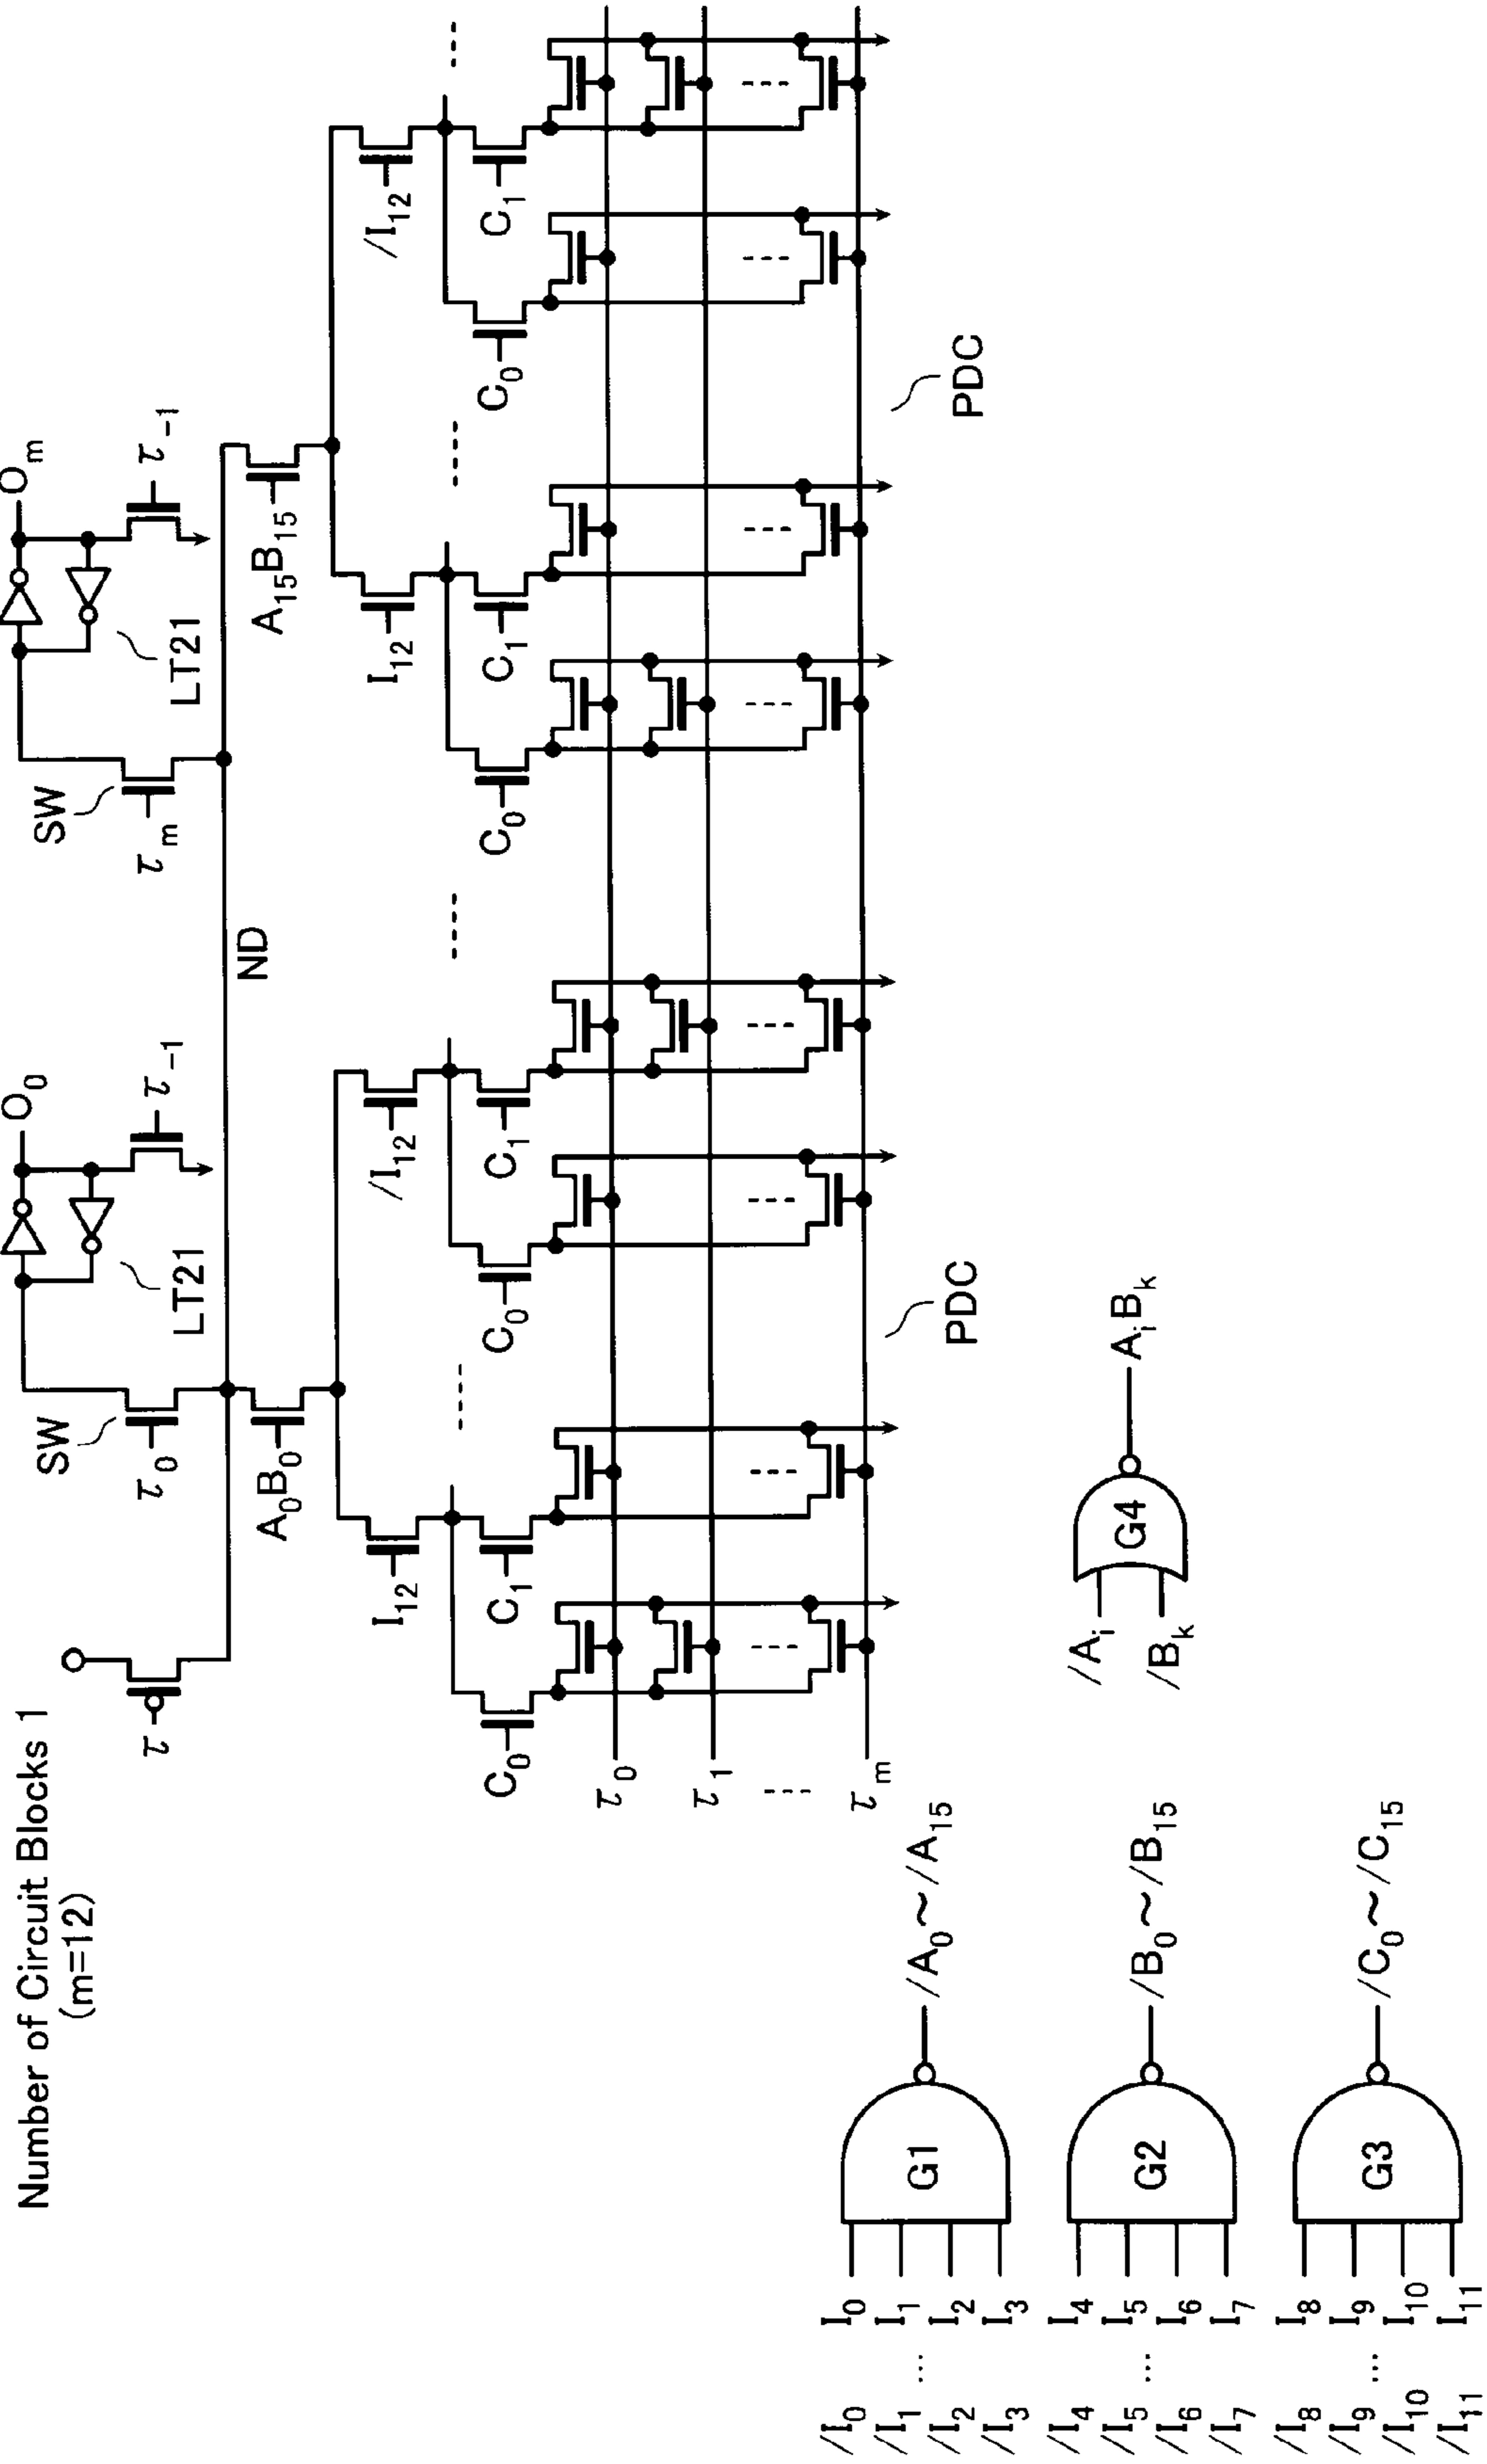 Number of Circuit Blocks 1
(m=12)
τ
SW
τ0
LT21
O0
τ-1
ND
SW
τm
LT21
Om
τ-1
A0B0
A15B15
I12
/I12
I12
/I12
C0
C1
C0
C1
C0
C1
C0
C1
τ0
τ1
τm
PDC
PDC
/I0 ... I0
/I1 I1
/I2 I2
/I3 I3
G1
/A0~/A15
/I4 ... I4
/I5 I5
/I6 I6
/I7 I7
G2
/B0~/B15
/I8 ... I8
/I9 I9
/I10 I10
/I11 I11
G3
/C0~/C15
/Ai
/Bk
G4
AiBk